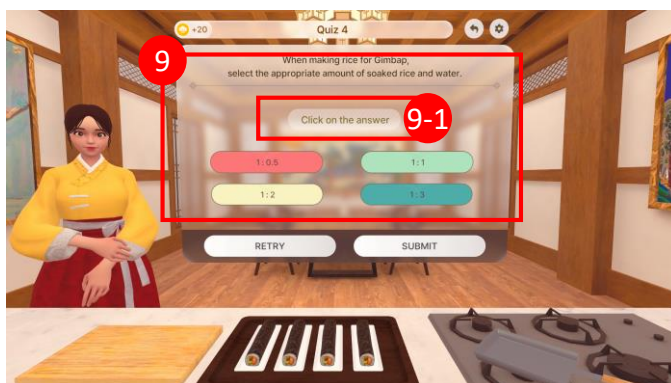 +20
Quiz 4
9
When making rice for Gimbap,
select the appropriate amount of soaked rice and water.
Click on the answer
9-1
1 : 0.5
1 : 1
1 : 2
1 : 3
RETRY
SUBMIT